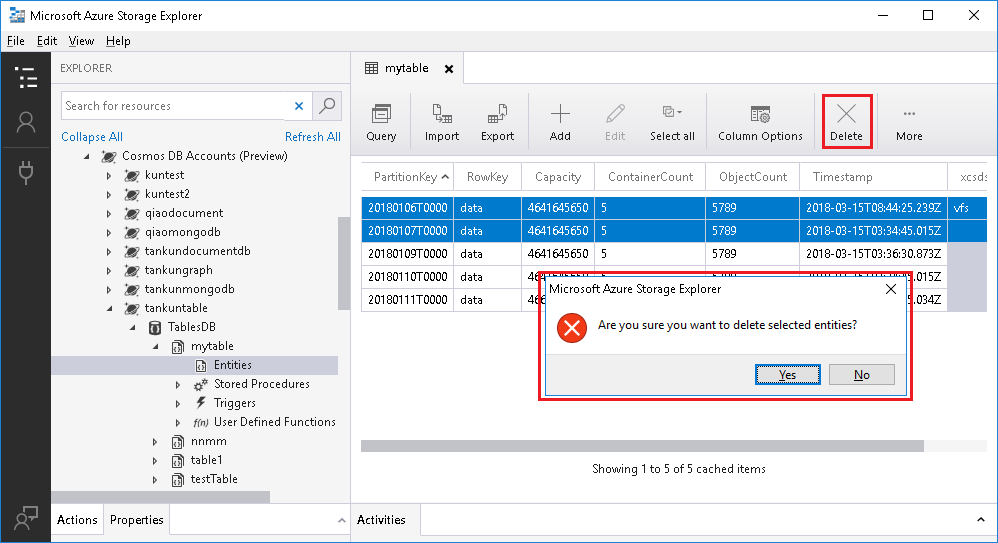 Microsoft Azure Storage Explorer
File Edit View Help
EXPLORER
Search for resources
Collapse All Refresh All
Cosmos DB Accounts (Preview)
kuntest
kuntest2
qiaodocument
qiaomongodb
tankundocumentdb
tankungraph
tankunmongodb
tankuntable
TablesDB
mytable
Entities
Stored Procedures
Triggers
f(n) User Defined Functions
nnmm
table1
testTable
Actions Properties
mytable
Query Import Export Add Edit Select all Column Options Delete More
PartitionKey RowKey Capacity ContainerCount ObjectCount Timestamp xcsds
20180106T0000 data 4641645650 5 5789 2018-03-15T08:44:25.239Z vfs
20180107T0000 data 4641645650 5 5789 2018-03-15T03:34:45.015Z
20180109T0000 data 4641645650 5 5789 2018-03-15T03:36:30.873Z
20180110T0000 data
20180111T0000 data
Microsoft Azure Storage Explorer
Are you sure you want to delete selected entities?
Yes No
Showing 1 to 5 of 5 cached items
Activities